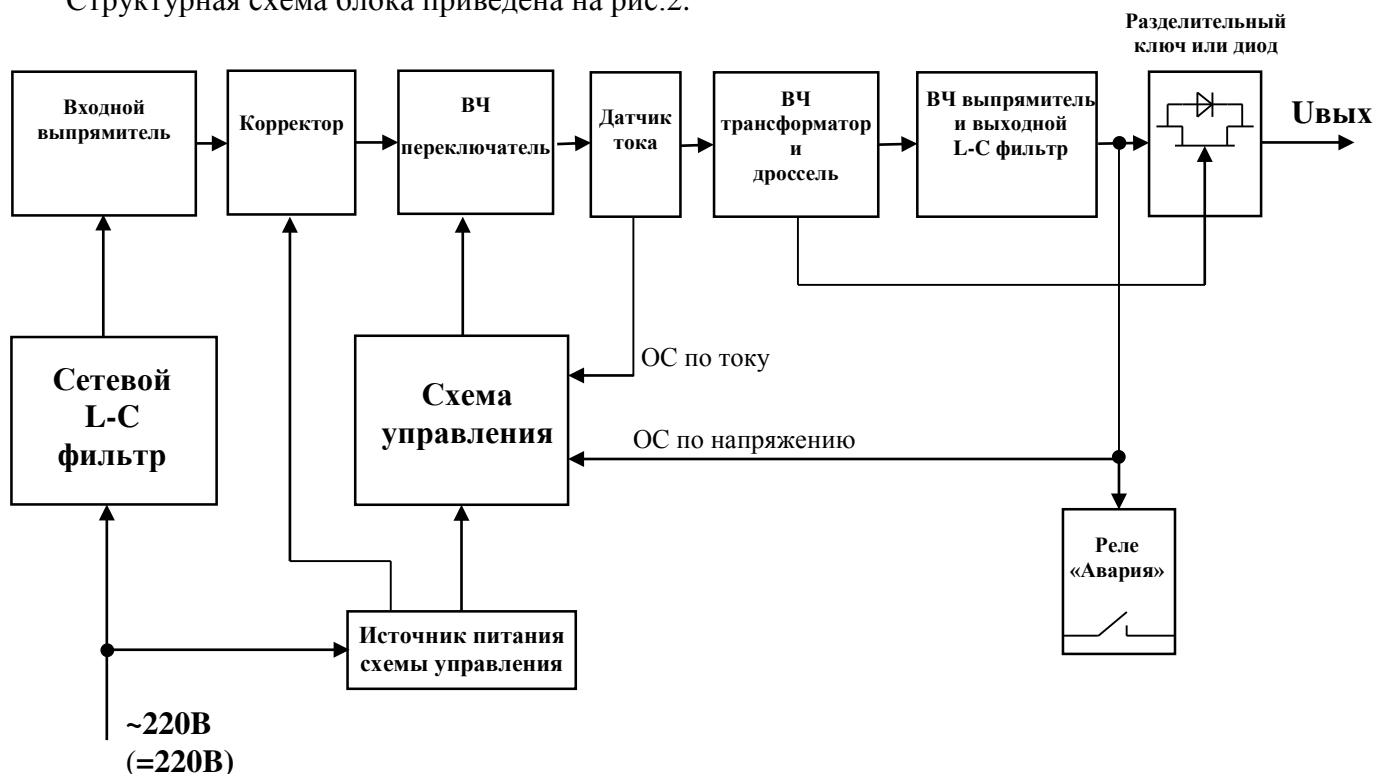 Структурная схема блока приведена на рис.2.
Разделительный
ключ или диод
Входной
выпрямитель
Корректор
ВЧ
переключатель
Датчик
тока
ВЧ
трансформатор
и
дроссель
ВЧ выпрямитель
и выходной
L-C фильтр
Uвых
Сетевой
L-C
фильтр
Схема
управления
ОС по току
ОС по напряжению
Реле
«Авария»
Источник питания
схемы управления
~220В
(=220В)